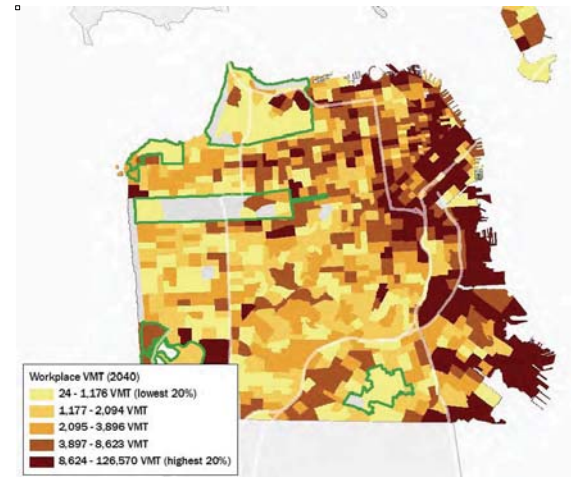 Workplace VMT (2040)
24 - 1,176 VMT (lowest 20%)
1,177 - 2,094 VMT
2,095 - 3,896 VMT
3,897 - 8,623 VMT
8,624 - 126,570 VMT (highest 20%)